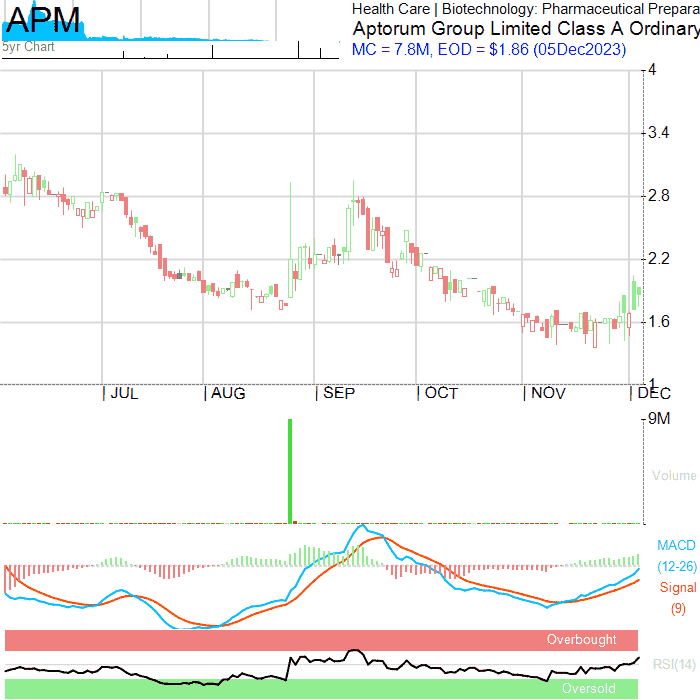 APM
5yr Chart
Health Care | Biotechnology: Pharmaceutical Prepara
Aptorum Group Limited Class A Ordinary
MC = 7.8M, EOD = $1.86 (05Dec2023)
4
3.4
2.8
2.2
1.6
1
| JUL | AUG | SEP | OCT | NOV | DEC
9M
Volume
MACD
(12-26)
Signal
(9)
Overbought
RSI(14)
Oversold